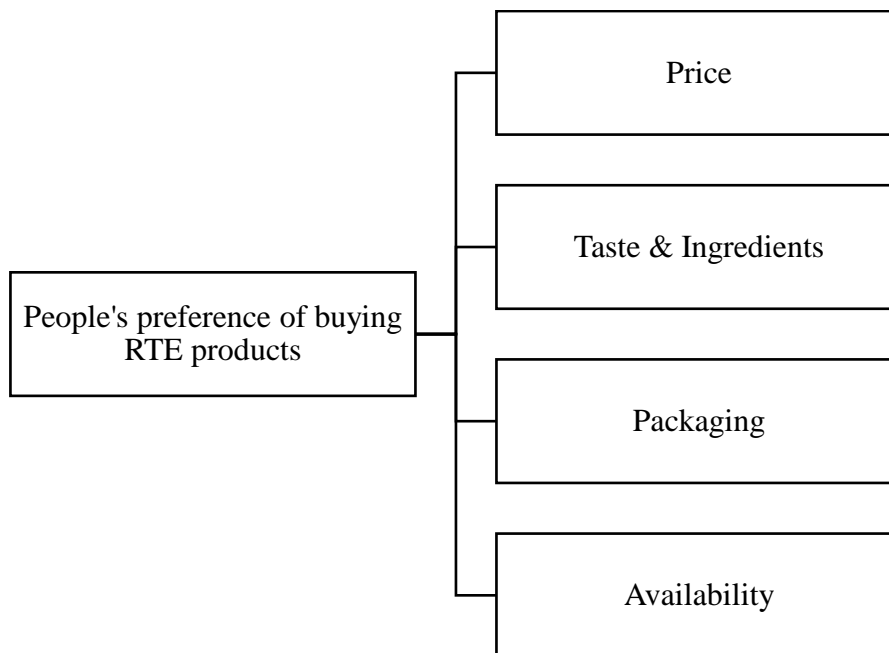 Price
Taste & Ingredients
People's preference of buying
RTE products
Packaging
Availability